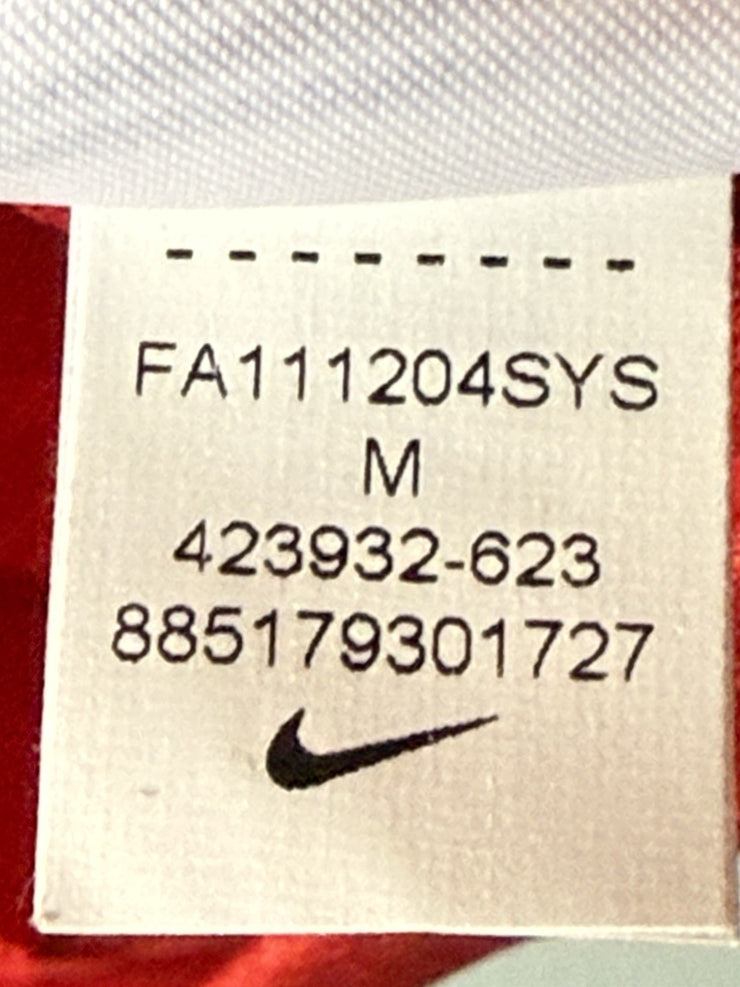 --------
FA111204SYS
M
423932-623
885179301727